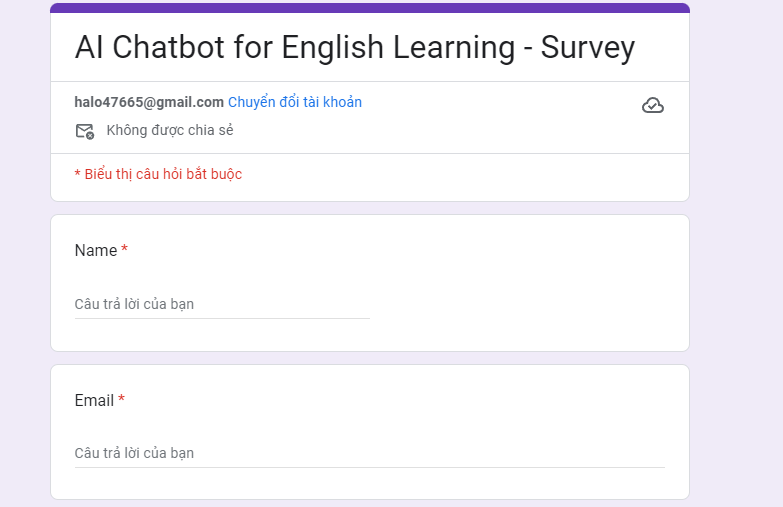 AI Chatbot for English Learning - Survey
halo47665@gmail.com Chuyển đổi tài khoản
Không được chia sẻ
* Biểu thị câu hỏi bắt buộc
Name *
Câu trả lời của bạn
Email *
Câu trả lời của bạn